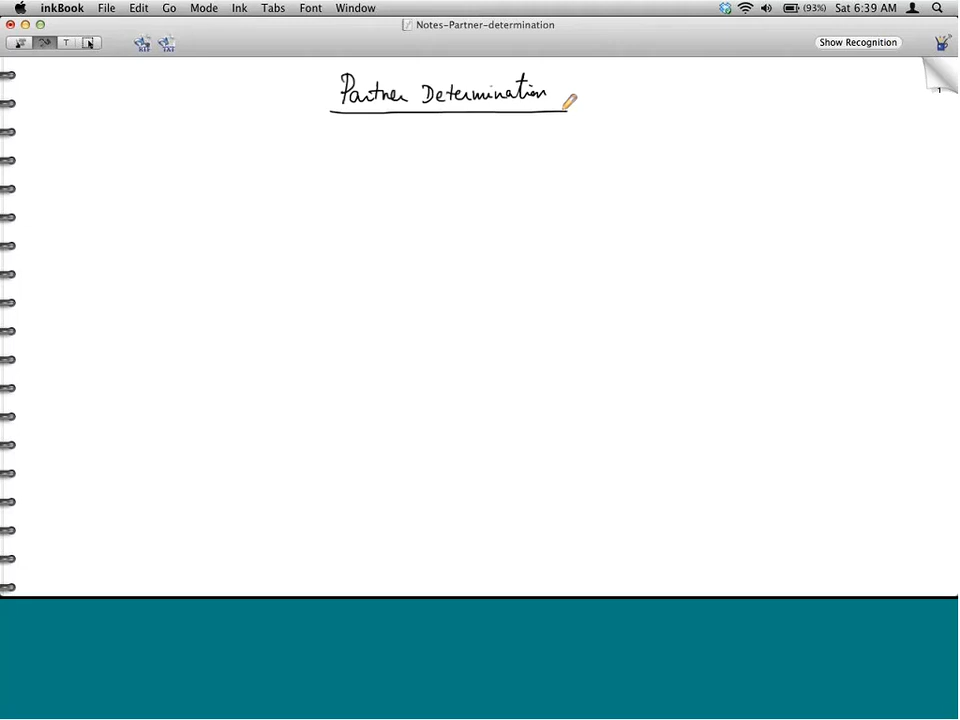 inkBook File Edit Go Mode Ink Tabs Font Window (93%) Sat 6:39 AM
Notes-Partner-determination
T Show Recognition
Partner Determination
1